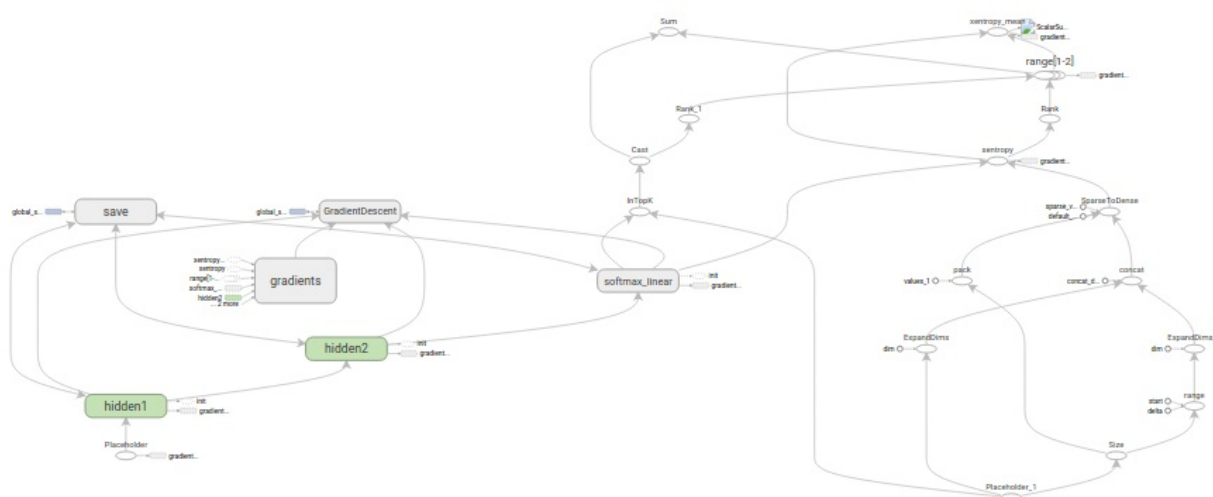 Sum
xentropy_mean
ScalarSu...
gradient...
range[1-2]
gradient...
Rank_1
Rank
Cast
xentropy
gradient...
InTopK
SparseToDense
sparse_v...
default_...
global_s...
save
global_s...
GradientDescent
xentropy...
xentropy
range[1-...
softmax_...
hidden2
... 2 more
gradients
softmax_linear
init
gradient...
pack
values_1
concat
concat_d...
hidden2
init
gradient...
ExpandDims
dim
ExpandDims
dim
hidden1
init
gradient...
range
start
delta
Placeholder
gradient...
Size
Placeholder_1